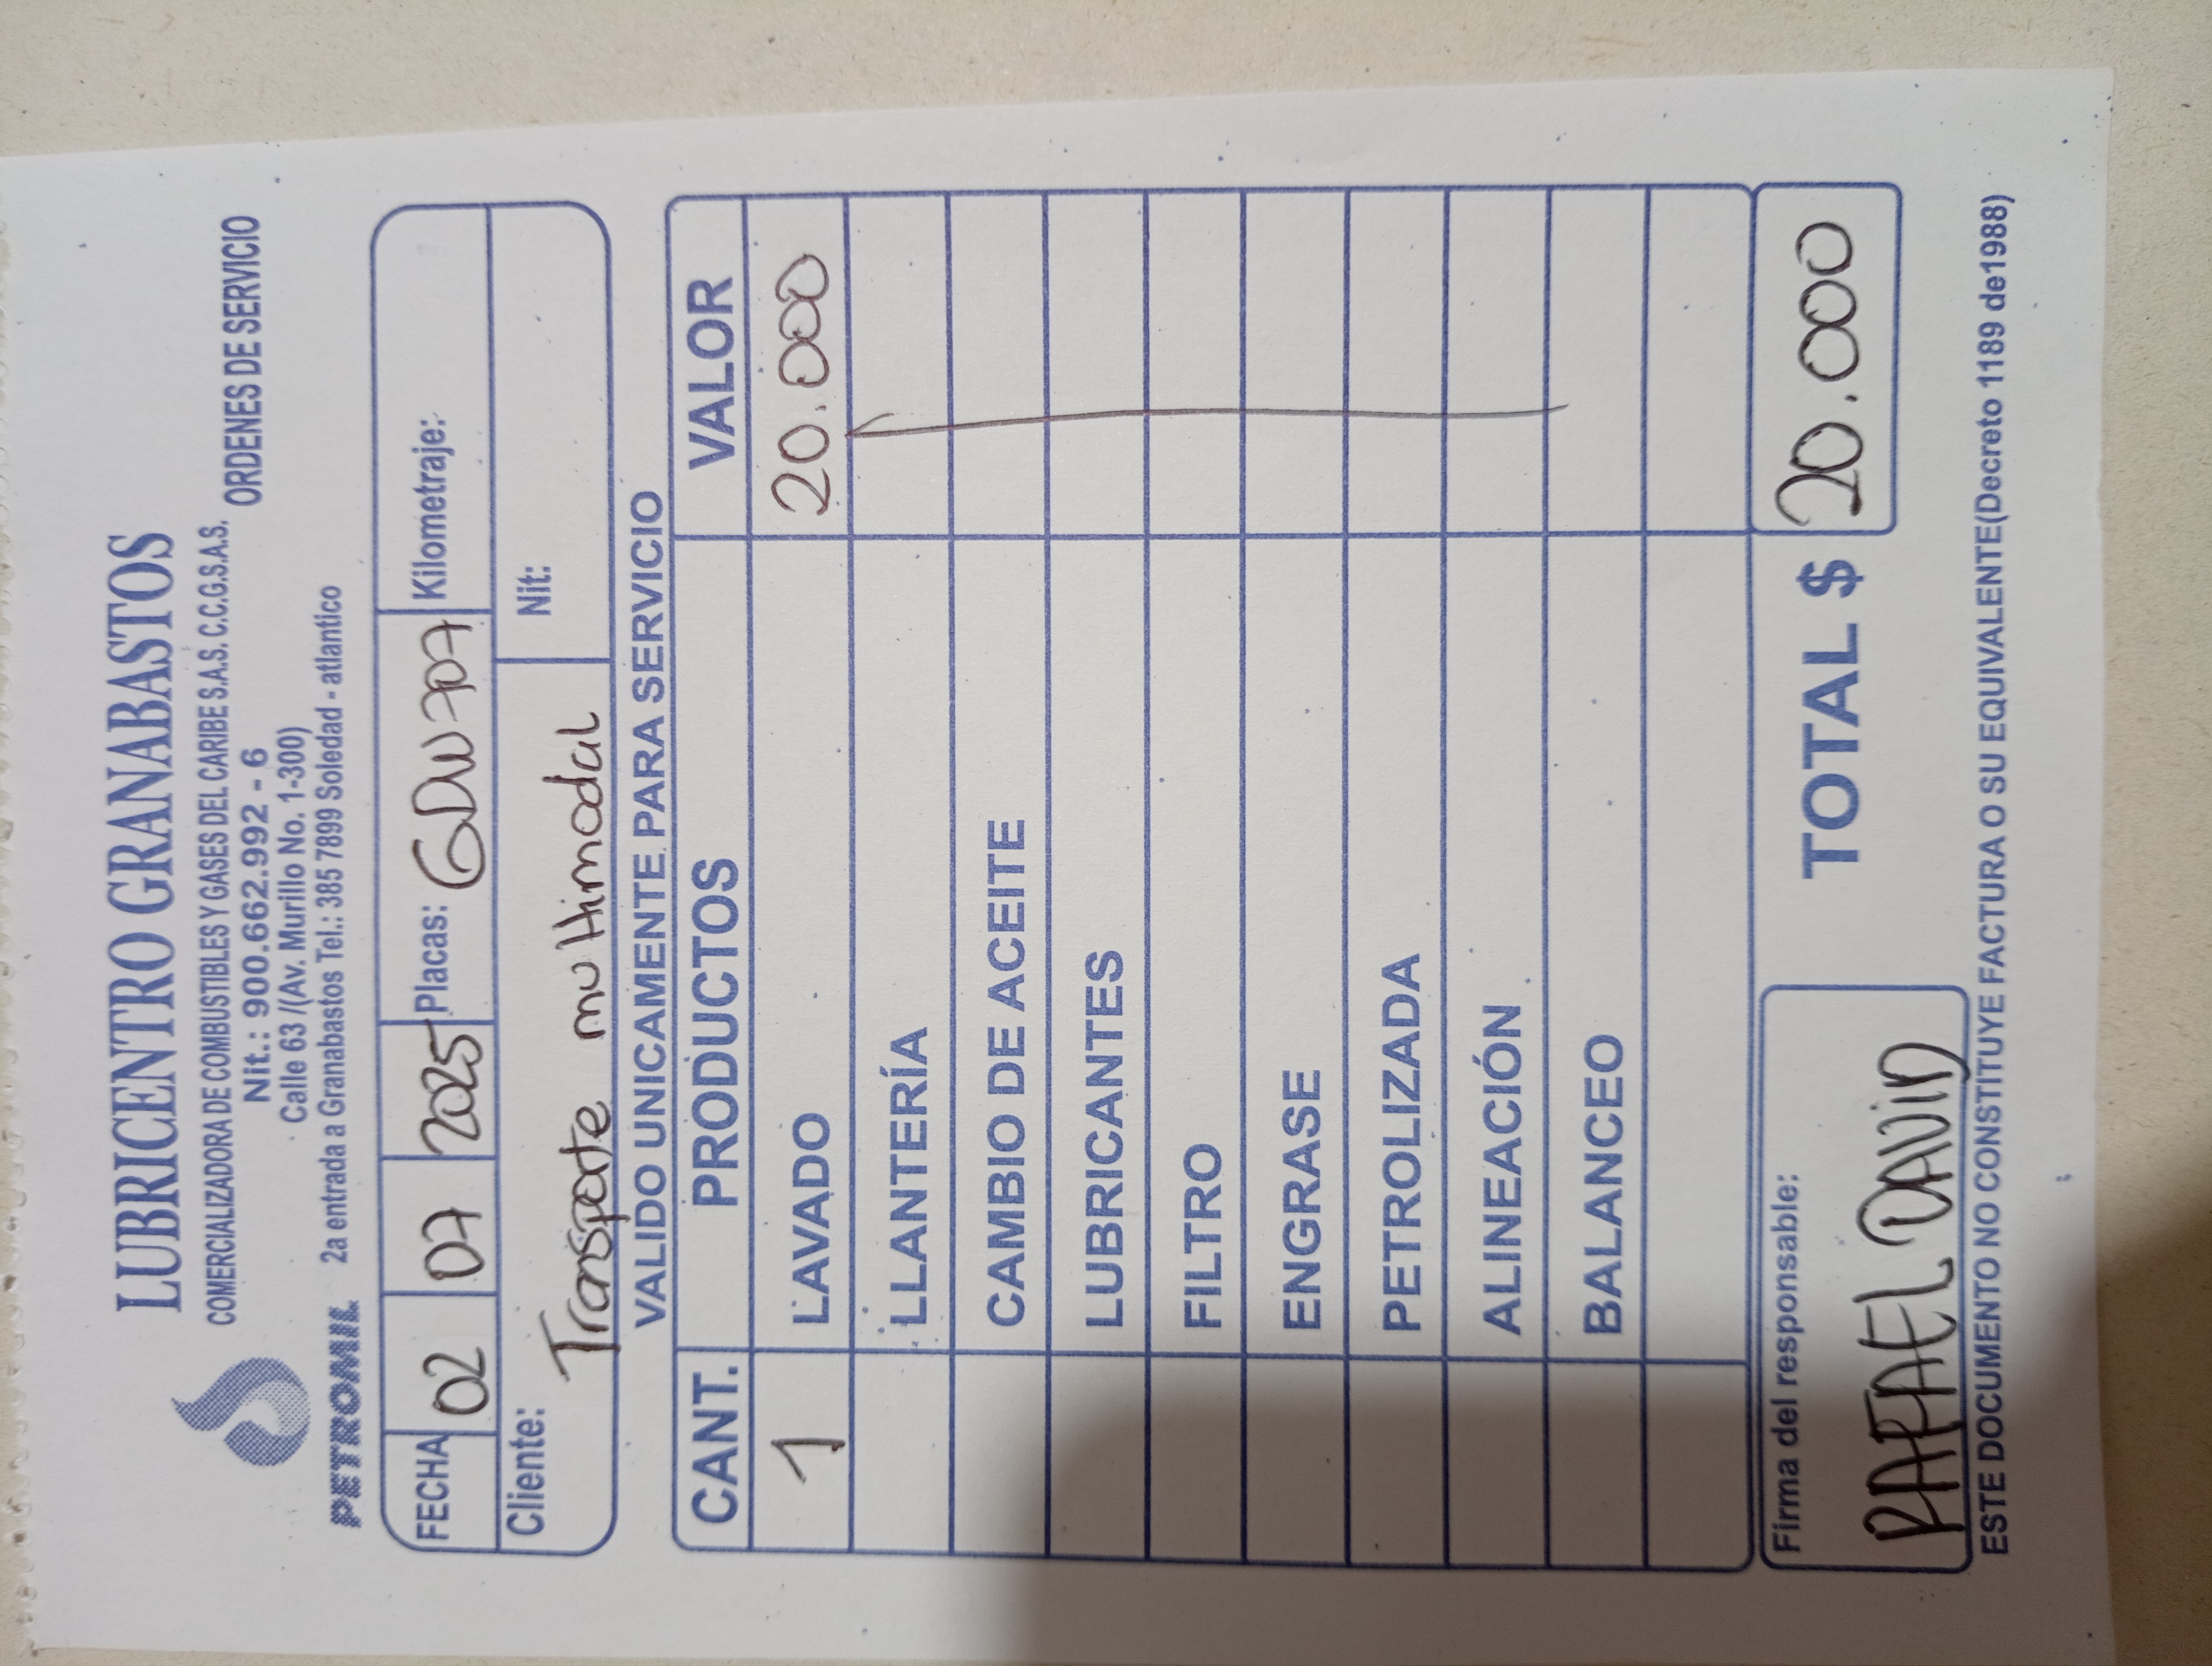 LUBRICENTRO GRANABASTOS
COMERCIALIZADORA DE COMBUSTIBLES Y GASES DEL CARIBE S.A.S. C.C.G.S.A.S.
Nit.: 900.662.992 - 6
ORDENES DE SERVICIO
Calle 63 /(Av. Murillo No. 1-300)
PETROMIL 2a entrada a Granabastos Tel.: 385 7899 Soledad - atlantico
FECHA 02 07 2025 Placas: GDW707 Kilometraje:
Cliente: Transporte multimodal Nit:
VALIDO UNICAMENTE PARA SERVICIO
CANT. PRODUCTOS VALOR
1 LAVADO 20.000
LLANTERÍA
CAMBIO DE ACEITE
LUBRICANTES
FILTRO
ENGRASE
PETROLIZADA
ALINEACIÓN
BALANCEO
Firma del responsable: TOTAL $ 20.000
RAFAEL DAVID
ESTE DOCUMENTO NO CONSTITUYE FACTURA O SU EQUIVALENTE(Decreto 1189 de1988)